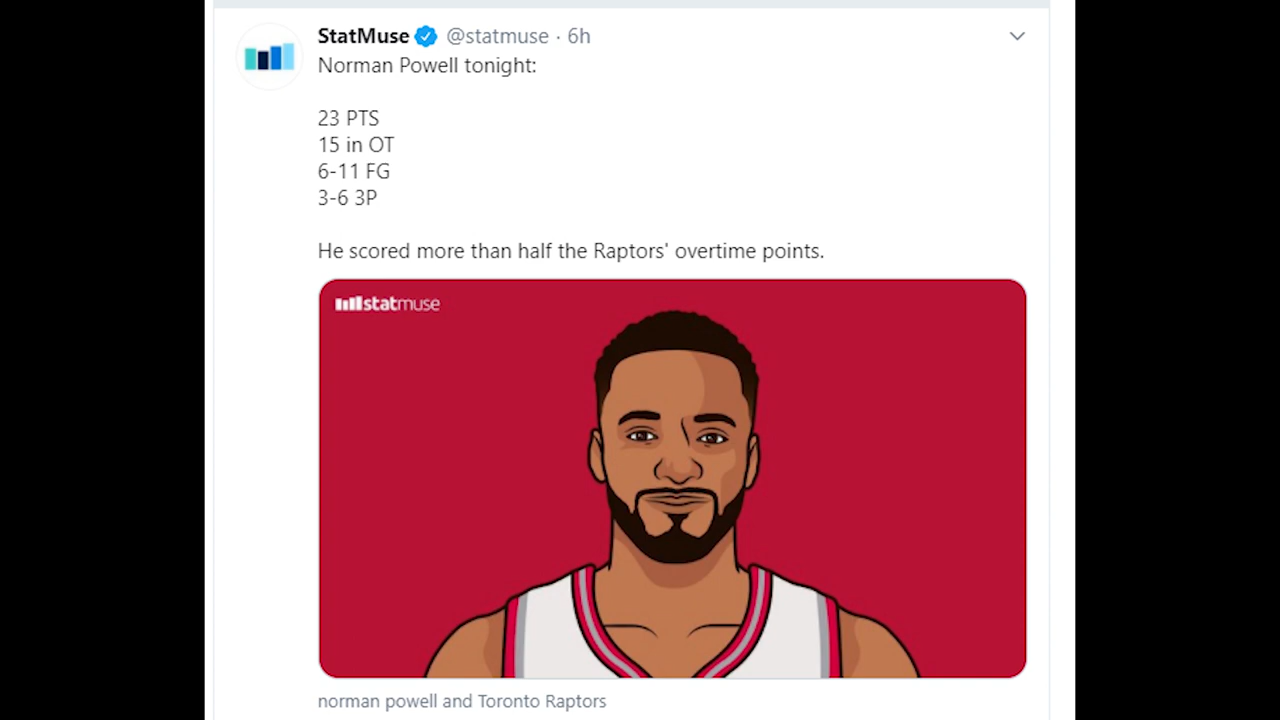 StatMuse @statmuse · 6h
Norman Powell tonight:
23 PTS
15 in OT
6-11 FG
3-6 3P
He scored more than half the Raptors' overtime points.
statmuse
norman powell and Toronto Raptors